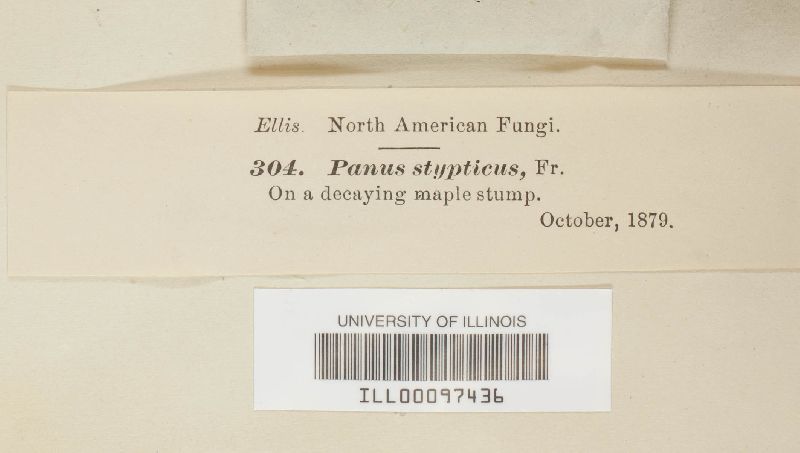 Ellis. North American Fungi.
304. Panus stypticus, Fr.
On a decaying maple stump.
October, 1879.
UNIVERSITY OF ILLINOIS
ILL00097436